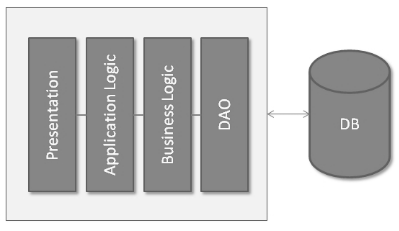 Presentation
Application Logic
Business Logic
DAO
DB